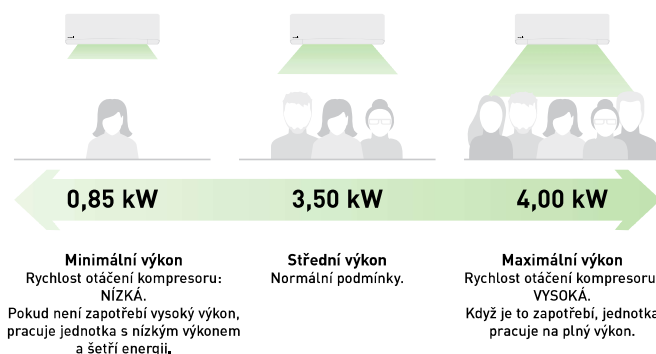 0,85 kW
3,50 kW
4,00 kW
Minimální výkon
Rychlost otáčení kompresoru:
NÍZKÁ.
Pokud není zapotřebí vysoký výkon,
pracuje jednotka s nízkým výkonem
a šetří energii.
Střední výkon
Normální podmínky.
Maximální výkon
Rychlost otáčení kompresoru
VYSOKÁ.
Když je to zapotřebí, jednotka
pracuje na plný výkon.